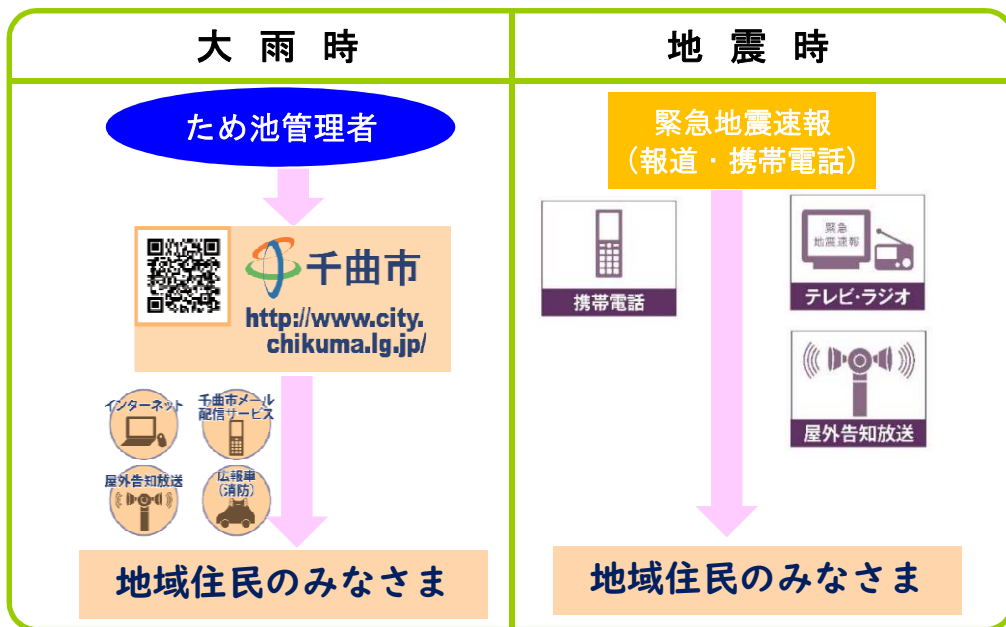 大雨時
ため池管理者
千曲市
http://www.city.
chikuma.lg.jp/
インターネット
千曲市メール
配信サービス
屋外告知放送
広報車
(消防)
地域住民のみなさま
地震時
緊急地震速報
(報道・携帯電話)
携帯電話
緊急
地震速報
テレビ・ラジオ
屋外告知放送
地域住民のみなさま